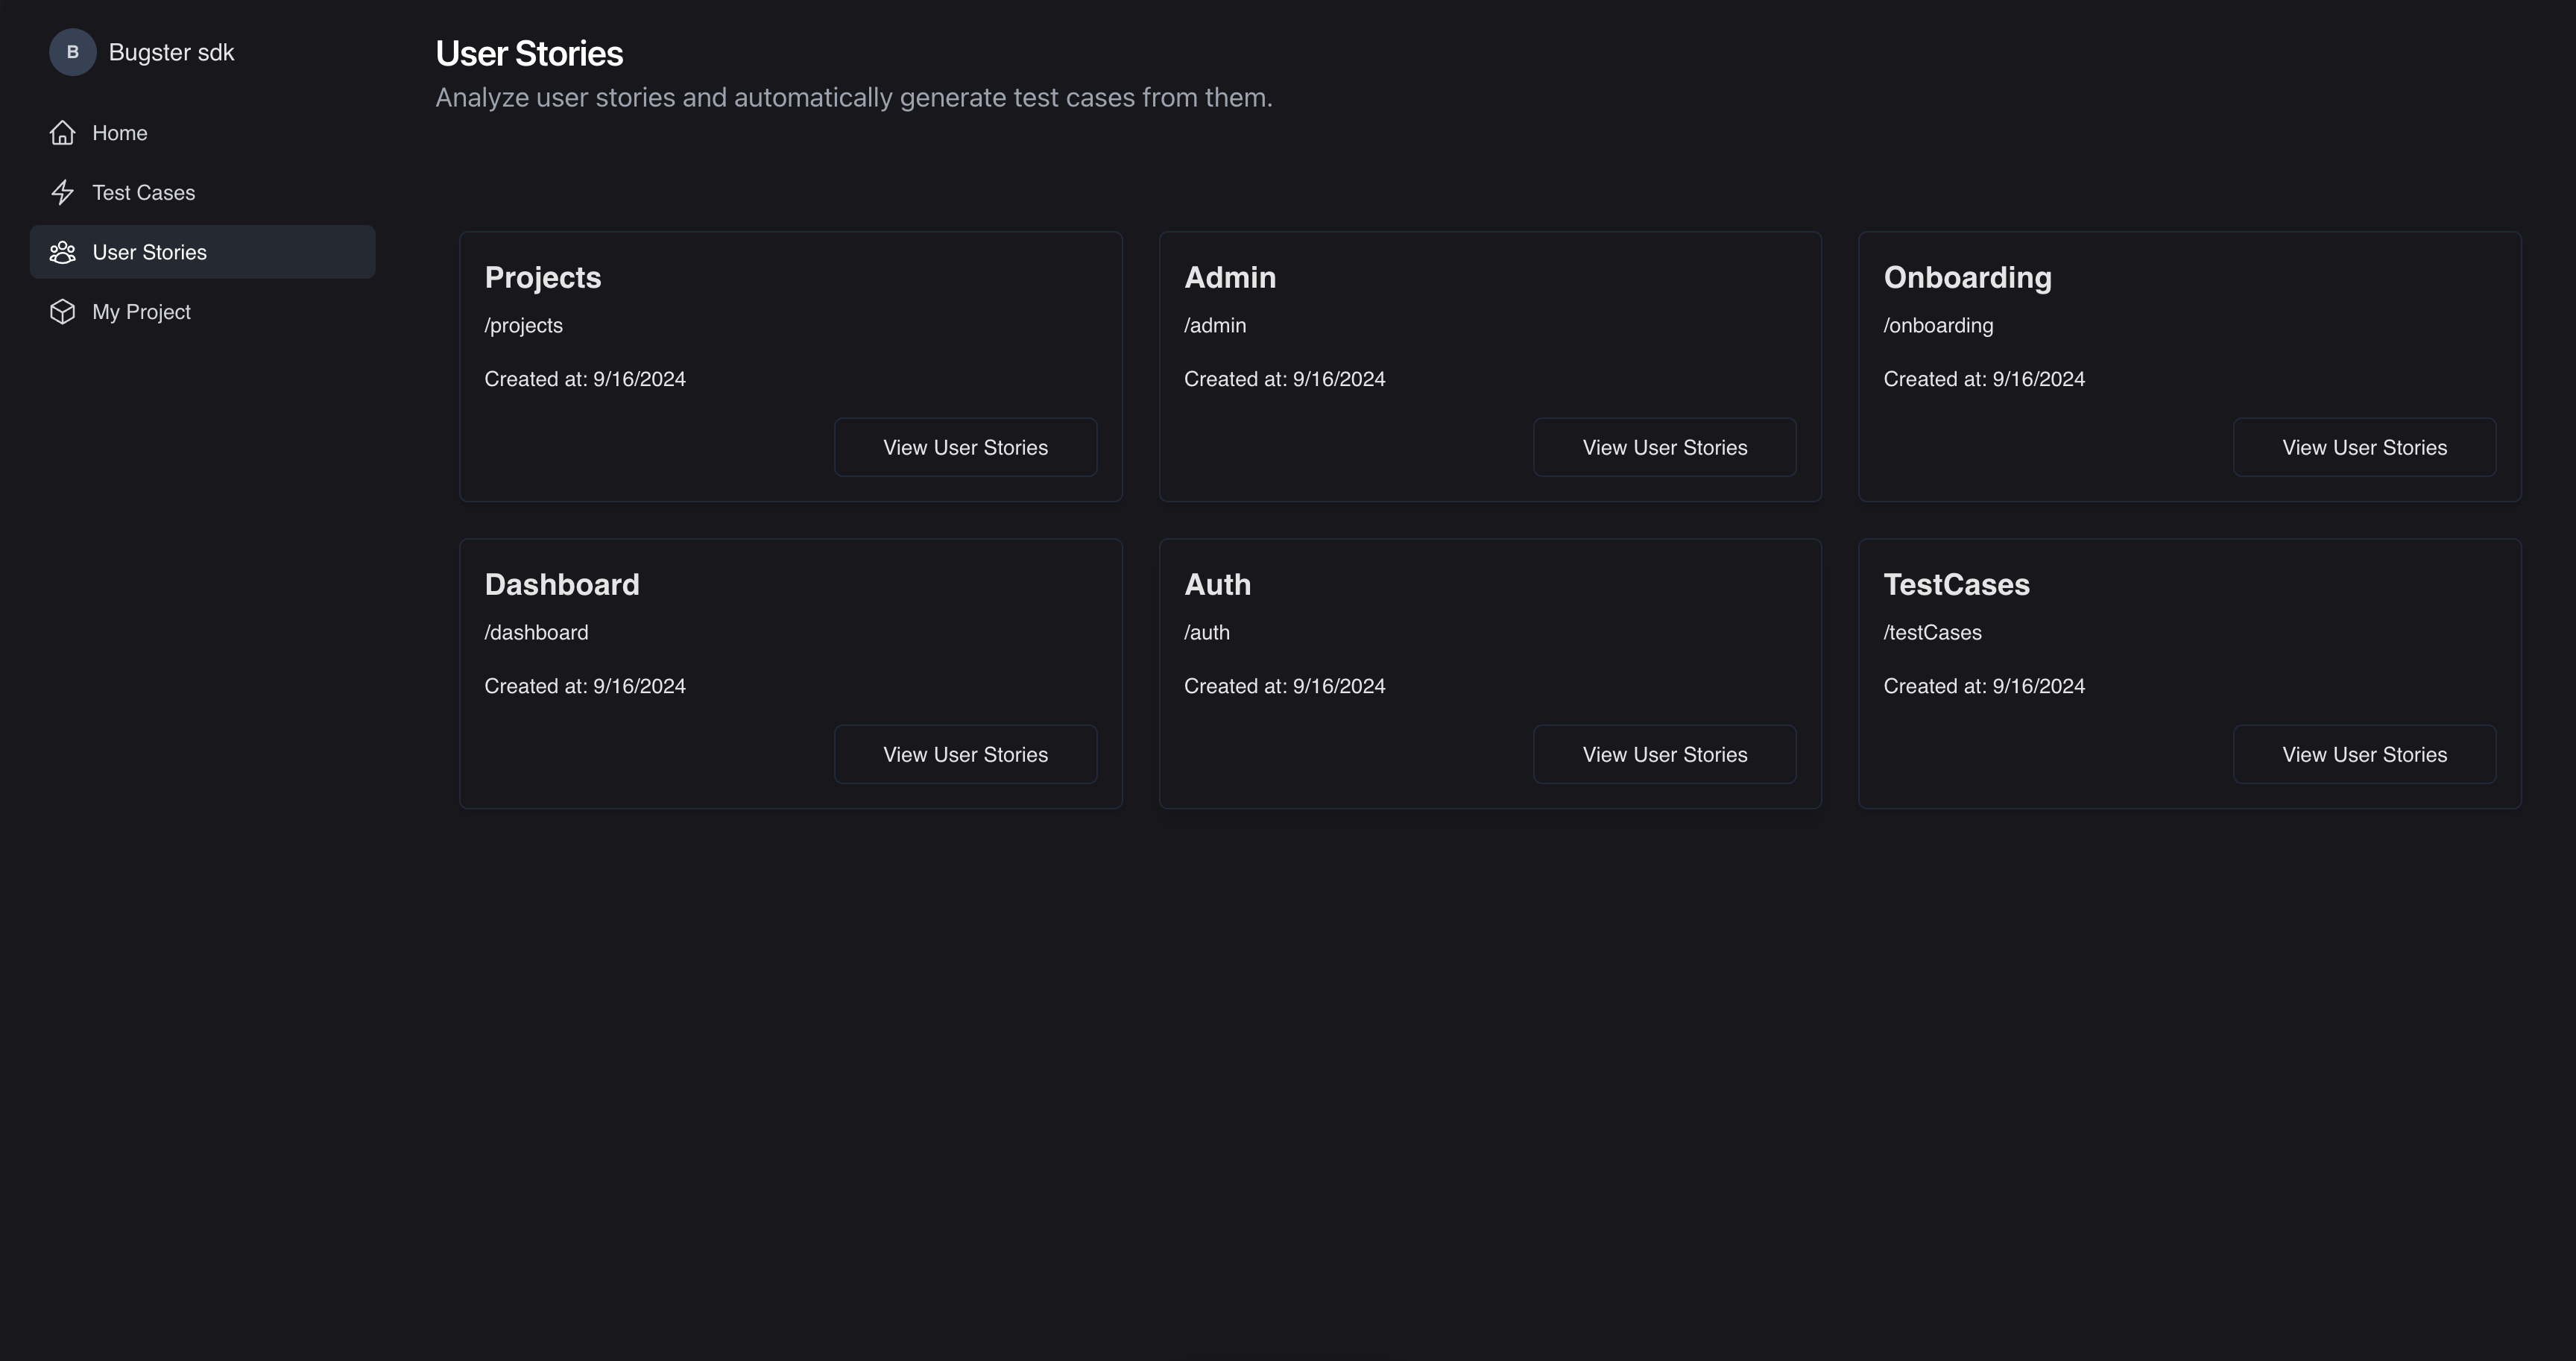 B
Bugster sdk
Home
Test Cases
User Stories
My Project
User Stories
Analyze user stories and automatically generate test cases from them.
Projects
/projects
Created at: 9/16/2024
View User Stories
Admin
/admin
Created at: 9/16/2024
View User Stories
Onboarding
/onboarding
Created at: 9/16/2024
View User Stories
Dashboard
/dashboard
Created at: 9/16/2024
View User Stories
Auth
/auth
Created at: 9/16/2024
View User Stories
TestCases
/testCases
Created at: 9/16/2024
View User Stories